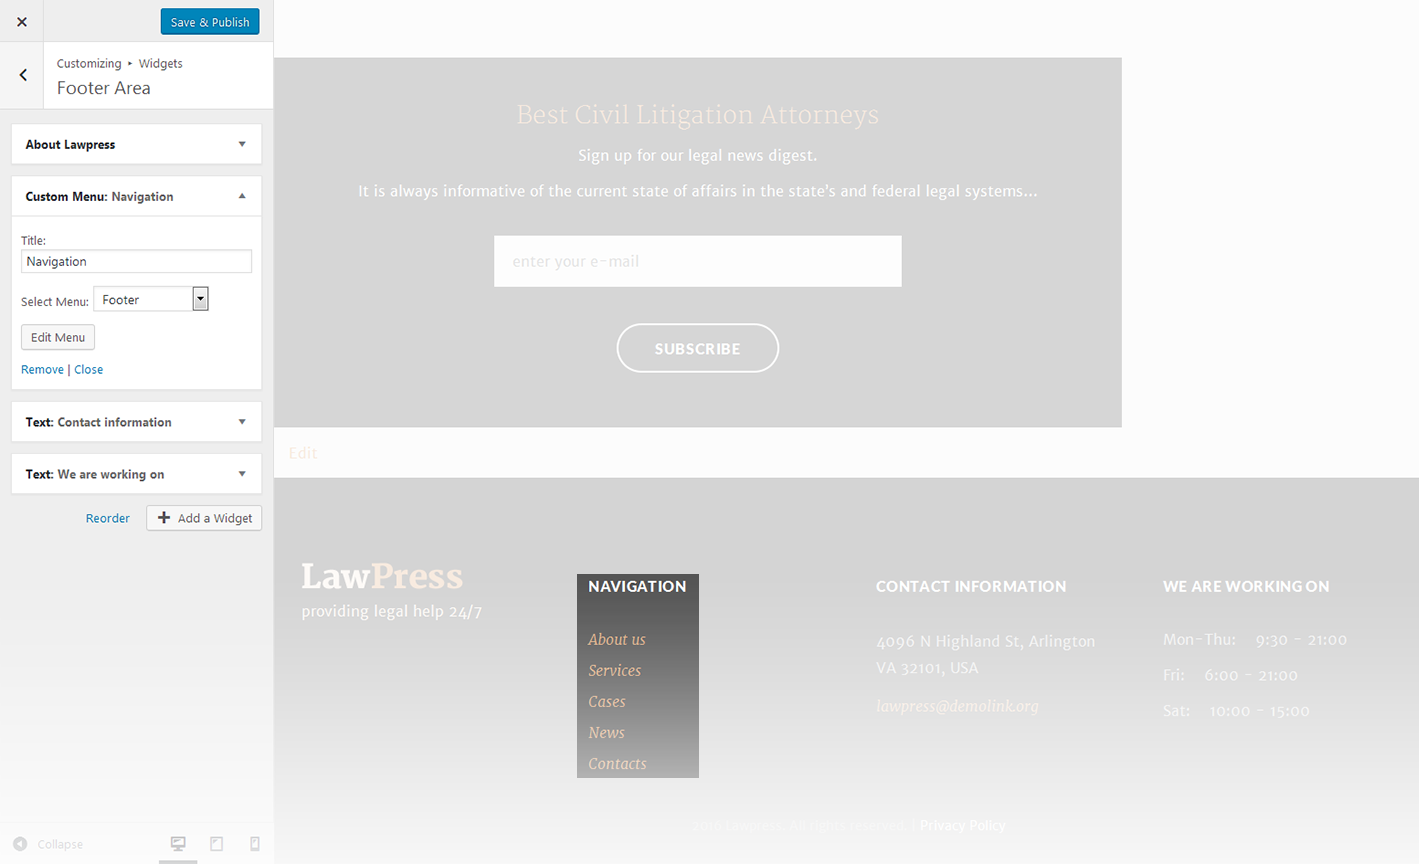 Save & Publish
Customizing ▸ Widgets
Footer Area
About Lawpress
Custom Menu: Navigation
Title:
Navigation
Select Menu: Footer
Edit Menu
Remove | Close
Text: Contact information
Text: We are working on
Reorder
Add a Widget
Collapse
Best Civil Litigation Attorneys
Sign up for our legal news digest.
It is always informative of the current state of affairs in the state's and federal legal systems...
enter your e-mail
SUBSCRIBE
Edit
LawPress
providing legal help 24/7
NAVIGATION
About us
Services
Cases
News
Contacts
CONTACT INFORMATION
4096 N Highland St, Arlington
VA 32101, USA
lawpress@demolink.org
WE ARE WORKING ON
Mon-Thu: 9:30 - 21:00
Fri: 6:00 - 21:00
Sat: 10:00 - 15:00
Privacy Policy